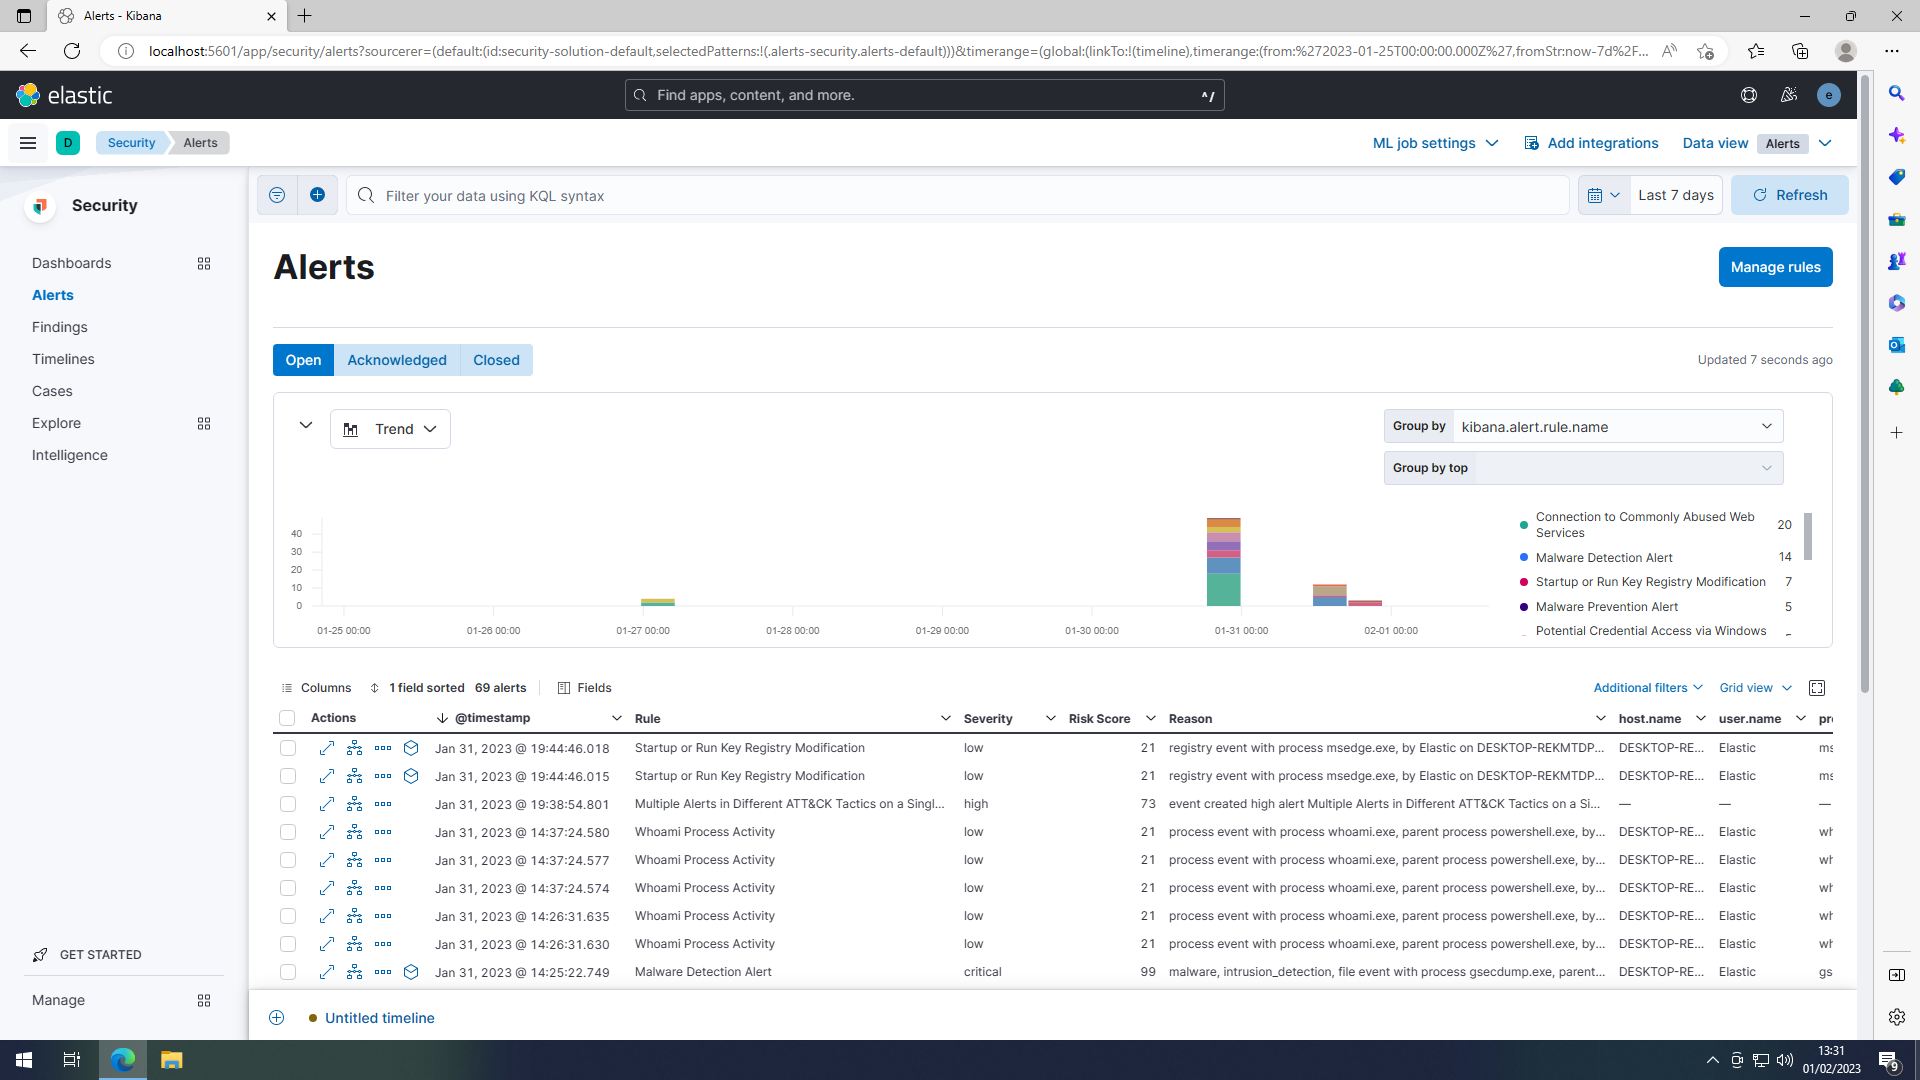 Alerts - Kibana
localhost:5601/app/security/alerts?sourcerer=(default:(id:security-solution-default,selectedPatterns:!(.alerts-security.alerts-default)))&timerange=(global:(linkTo:!(timeline),timerange:(from:%272023-01-25T00:00:00.000Z%27,fromStr:now-7d%2F...
elastic
Find apps, content, and more.
^/
e
D
Security
Alerts
ML job settings
Add integrations
Data view
Alerts
Security
Filter your data using KQL syntax
Last 7 days
Refresh
Dashboards
Alerts
Findings
Timelines
Cases
Explore
Intelligence
GET STARTED
Manage
Alerts
Manage rules
Open
Acknowledged
Closed
Updated 7 seconds ago
Trend
Group by
kibana.alert.rule.name
Group by top
40
30
20
10
0
01-25 00:00
01-26 00:00
01-27 00:00
01-28 00:00
01-29 00:00
01-30 00:00
01-31 00:00
02-01 00:00
Connection to Commonly Abused Web
Services
20
Malware Detection Alert 14
Startup or Run Key Registry Modification 7
Malware Prevention Alert 5
Potential Credential Access via Windows
Columns
1 field sorted
69 alerts
Fields
Additional filters
Grid view
Actions @timestamp Rule Severity Risk Score Reason host.name user.name pr
Jan 31, 2023 @ 19:44:46.018 Startup or Run Key Registry Modification low 21 registry event with process msedge.exe, by Elastic on DESKTOP-REKMTDP... DESKTOP-RE... Elastic ms
Jan 31, 2023 @ 19:44:46.015 Startup or Run Key Registry Modification low 21 registry event with process msedge.exe, by Elastic on DESKTOP-REKMTDP... DESKTOP-RE... Elastic ms
Jan 31, 2023 @ 19:38:54.801 Multiple Alerts in Different ATT&CK Tactics on a Singl... high 73 event created high alert Multiple Alerts in Different ATT&CK Tactics on a Si... — — —
Jan 31, 2023 @ 14:37:24.580 Whoami Process Activity low 21 process event with process whoami.exe, parent process powershell.exe, by... DESKTOP-RE... Elastic wh
Jan 31, 2023 @ 14:37:24.577 Whoami Process Activity low 21 process event with process whoami.exe, parent process powershell.exe, by... DESKTOP-RE... Elastic wh
Jan 31, 2023 @ 14:37:24.574 Whoami Process Activity low 21 process event with process whoami.exe, parent process powershell.exe, by... DESKTOP-RE... Elastic wh
Jan 31, 2023 @ 14:26:31.635 Whoami Process Activity low 21 process event with process whoami.exe, parent process powershell.exe, by... DESKTOP-RE... Elastic wh
Jan 31, 2023 @ 14:26:31.630 Whoami Process Activity low 21 process event with process whoami.exe, parent process powershell.exe, by... DESKTOP-RE... Elastic wh
Jan 31, 2023 @ 14:25:22.749 Malware Detection Alert critical 99 malware, intrusion_detection, file event with process gsecdump.exe, parent... DESKTOP-RE... Elastic gs
Untitled timeline
13:31
01/02/2023
9